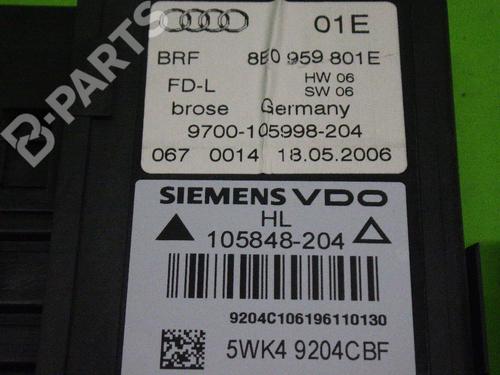 01E
BRF 8E0 959 801E
FD-L HW 06
SW 06
brose Germany
9700-105998-204
067 0014 18.05.2006
SIEMENS VDO
HL
105848-204
9204C106196110130
5WK4 9204CBF
B-PARTS